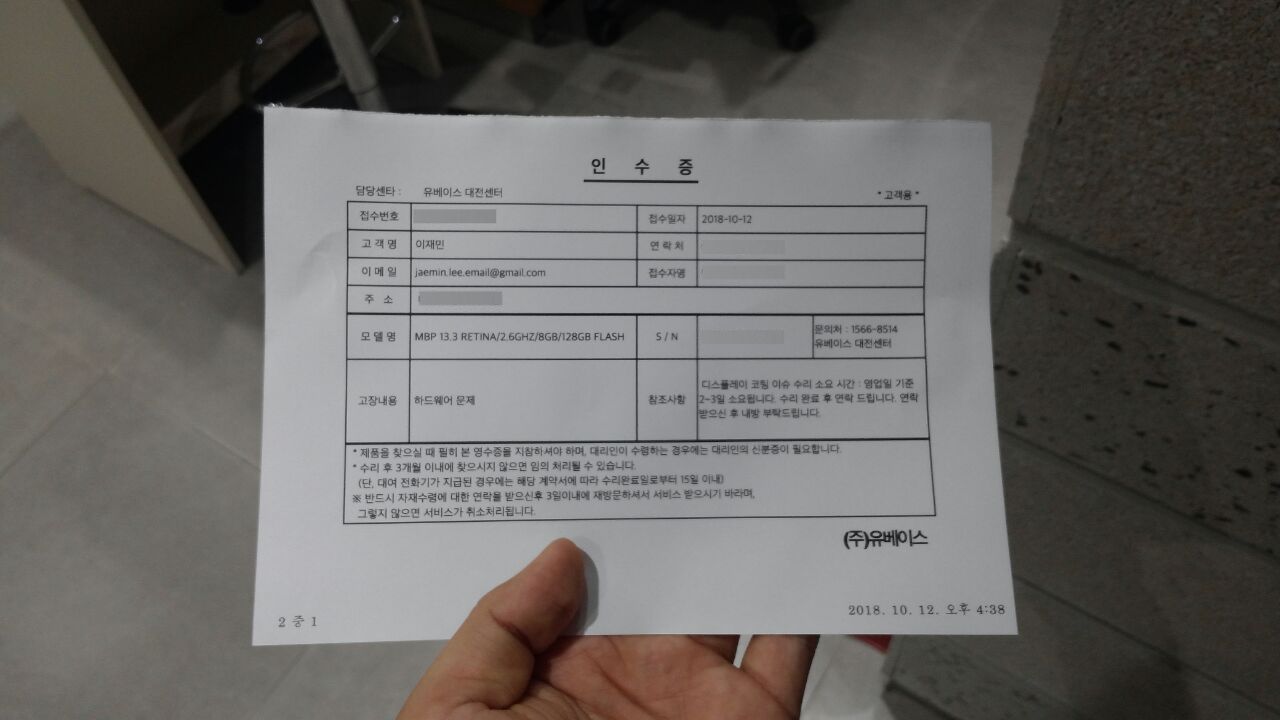 인 수 증
담당센타 : 유베이스 대전센터
* 고객용 *
접수번호
접수일자 2018-10-12
고 객 명 이재민
연 락 처
이 메 일 jaemin.lee.email@gmail.com
접수자명
주 소
모 델 명 MBP 13.3 RETINA/2.6GHZ/8GB/128GB FLASH
S / N
문의처 : 1566-8514
유베이스 대전센터
고장내용 하드웨어 문제
참조사항
디스플레이 코팅 이슈 수리 소요 시간 : 영업일 기준
2~3일 소요됩니다. 수리 완료 후 연락 드립니다. 연락
받으신 후 내방 부탁드립니다.
* 제품을 찾으실 때 필히 본 영수증을 지참하셔야 하며, 대리인이 수령하는 경우에는 대리인의 신분증이 필요합니다.
* 수리 후 3개월 이내에 찾으시지 않으면 임의 처리될 수 있습니다.
(단, 대여 전화기가 지급된 경우에는 해당 계약서에 따라 수리완료일로부터 15일 이내)
※ 반드시 자재수령에 대한 연락을 받으신후 3일이내에 재방문하셔서 서비스 받으시기 바라며,
그렇지 않으면 서비스가 취소처리됩니다.
(주)유베이스
2 중 1
2018. 10. 12. 오후 4:38